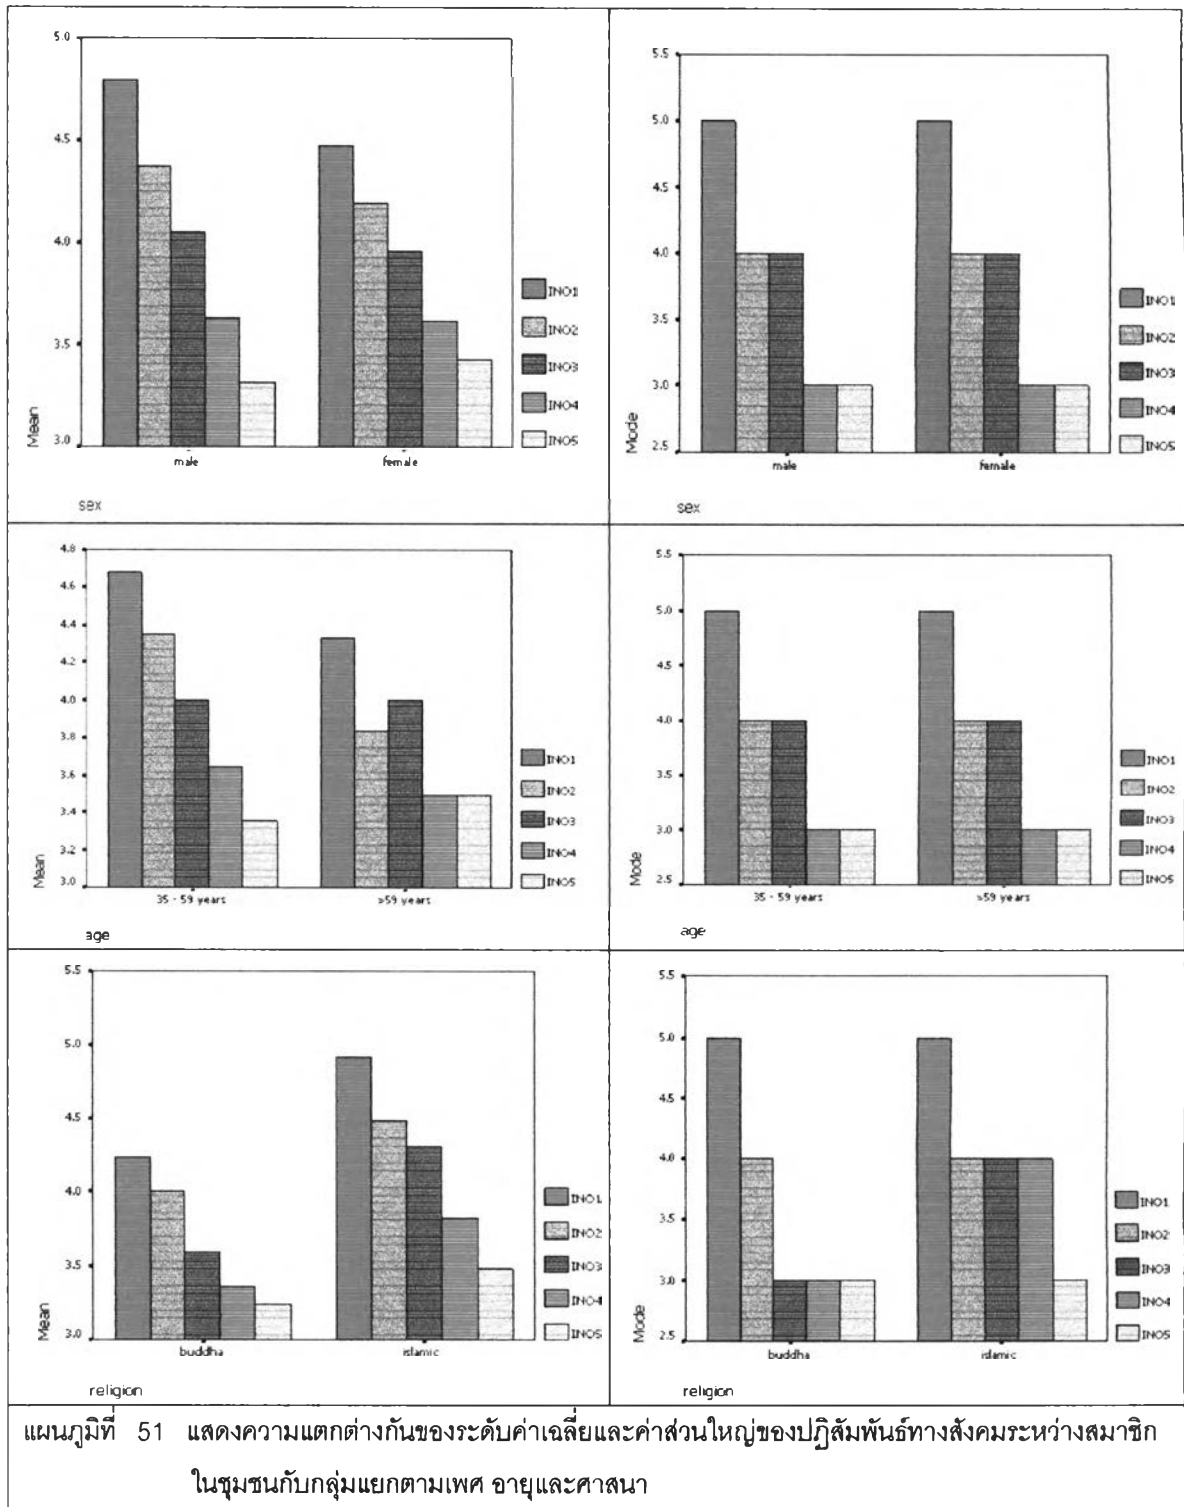 5.0
4.5
4.0
3.5
3.0
Mean
male
female
sex
INO1
INO2
INO3
INO4
INO5
5.5
5.0
4.5
4.0
3.5
3.0
2.5
Mode
male
female
sex
INO1
INO2
INO3
INO4
INO5
4.8
4.6
4.4
4.2
4.0
3.8
3.6
3.4
3.2
3.0
Mean
35 - 59 years
>59 years
age
INO1
INO2
INO3
INO4
INO5
5.5
5.0
4.5
4.0
3.5
3.0
2.5
Mode
35 - 59 years
>59 years
age
INO1
INO2
INO3
INO4
INO5
5.5
5.0
4.5
4.0
3.5
3.0
Mean
buddha
islamic
religion
INO1
INO2
INO3
INO4
INO5
5.5
5.0
4.5
4.0
3.5
3.0
2.5
Mode
buddha
islamic
religion
INO1
INO2
INO3
INO4
INO5
แผนภูมิที่ 51 แสดงความแตกต่างกันของระดับค่าเฉลี่ยและค่าส่วนใหญ่ของปฏิสัมพันธ์ทางสังคมระหว่างสมาชิก
ในชุมชนกับกลุ่มแยกตามเพศ อายุและศาสนา